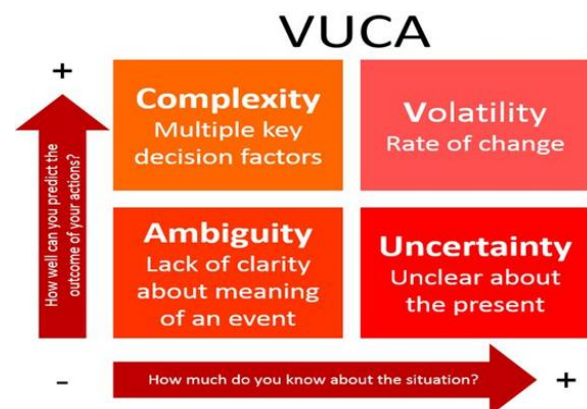 VUCA
+
Complexity
Multiple key
decision factors
Volatility
Rate of change
How well can you predict the
outcome of your actions?
Ambiguity
Lack of clarity
about meaning
of an event
Uncertainty
Unclear about
the present
-
How much do you know about the situation?
+